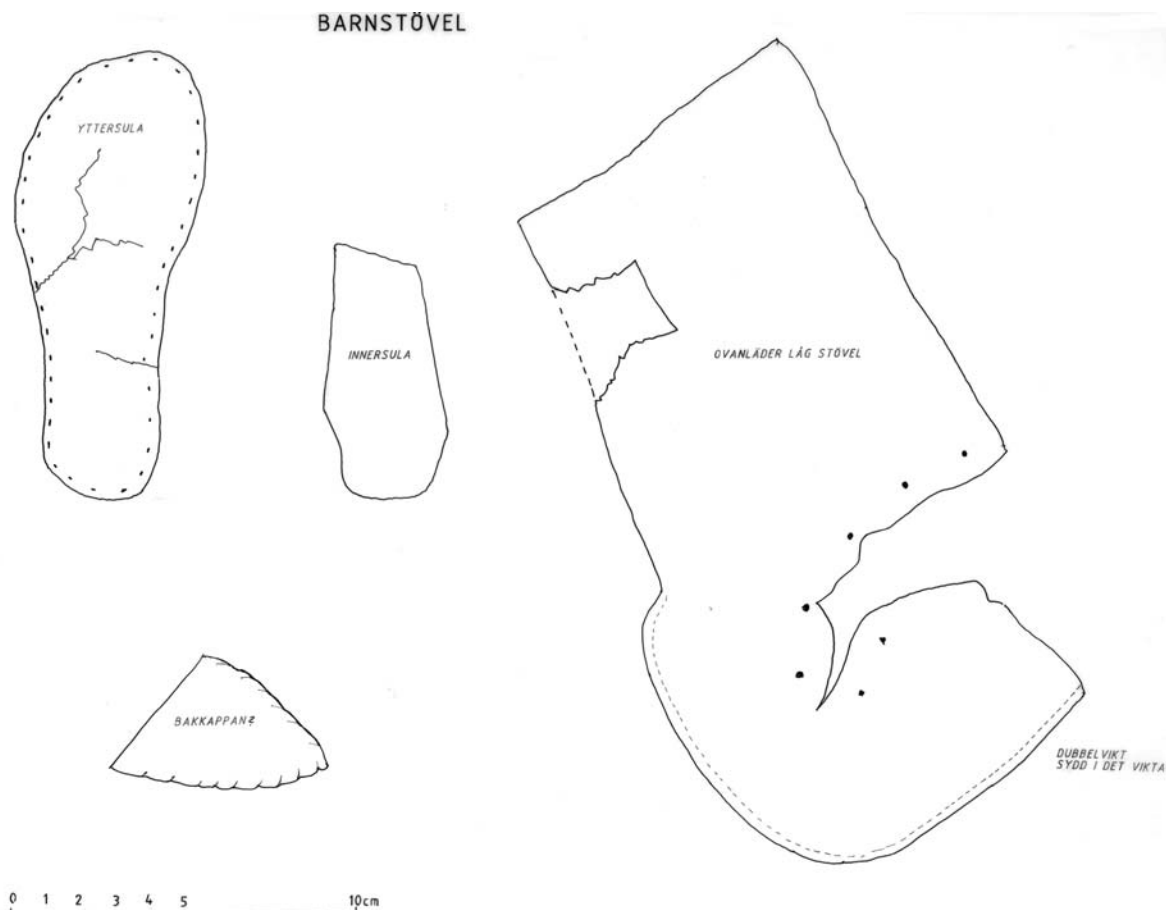 BARNSTÖVEL
YTTERSULA
INNERSULA
OVANLÄDER LÅG STÖVEL
BAKKAPPAN?
DUBBELVIKT
SYDD I DET VIKTA
0 1 2 3 4 5 10cm